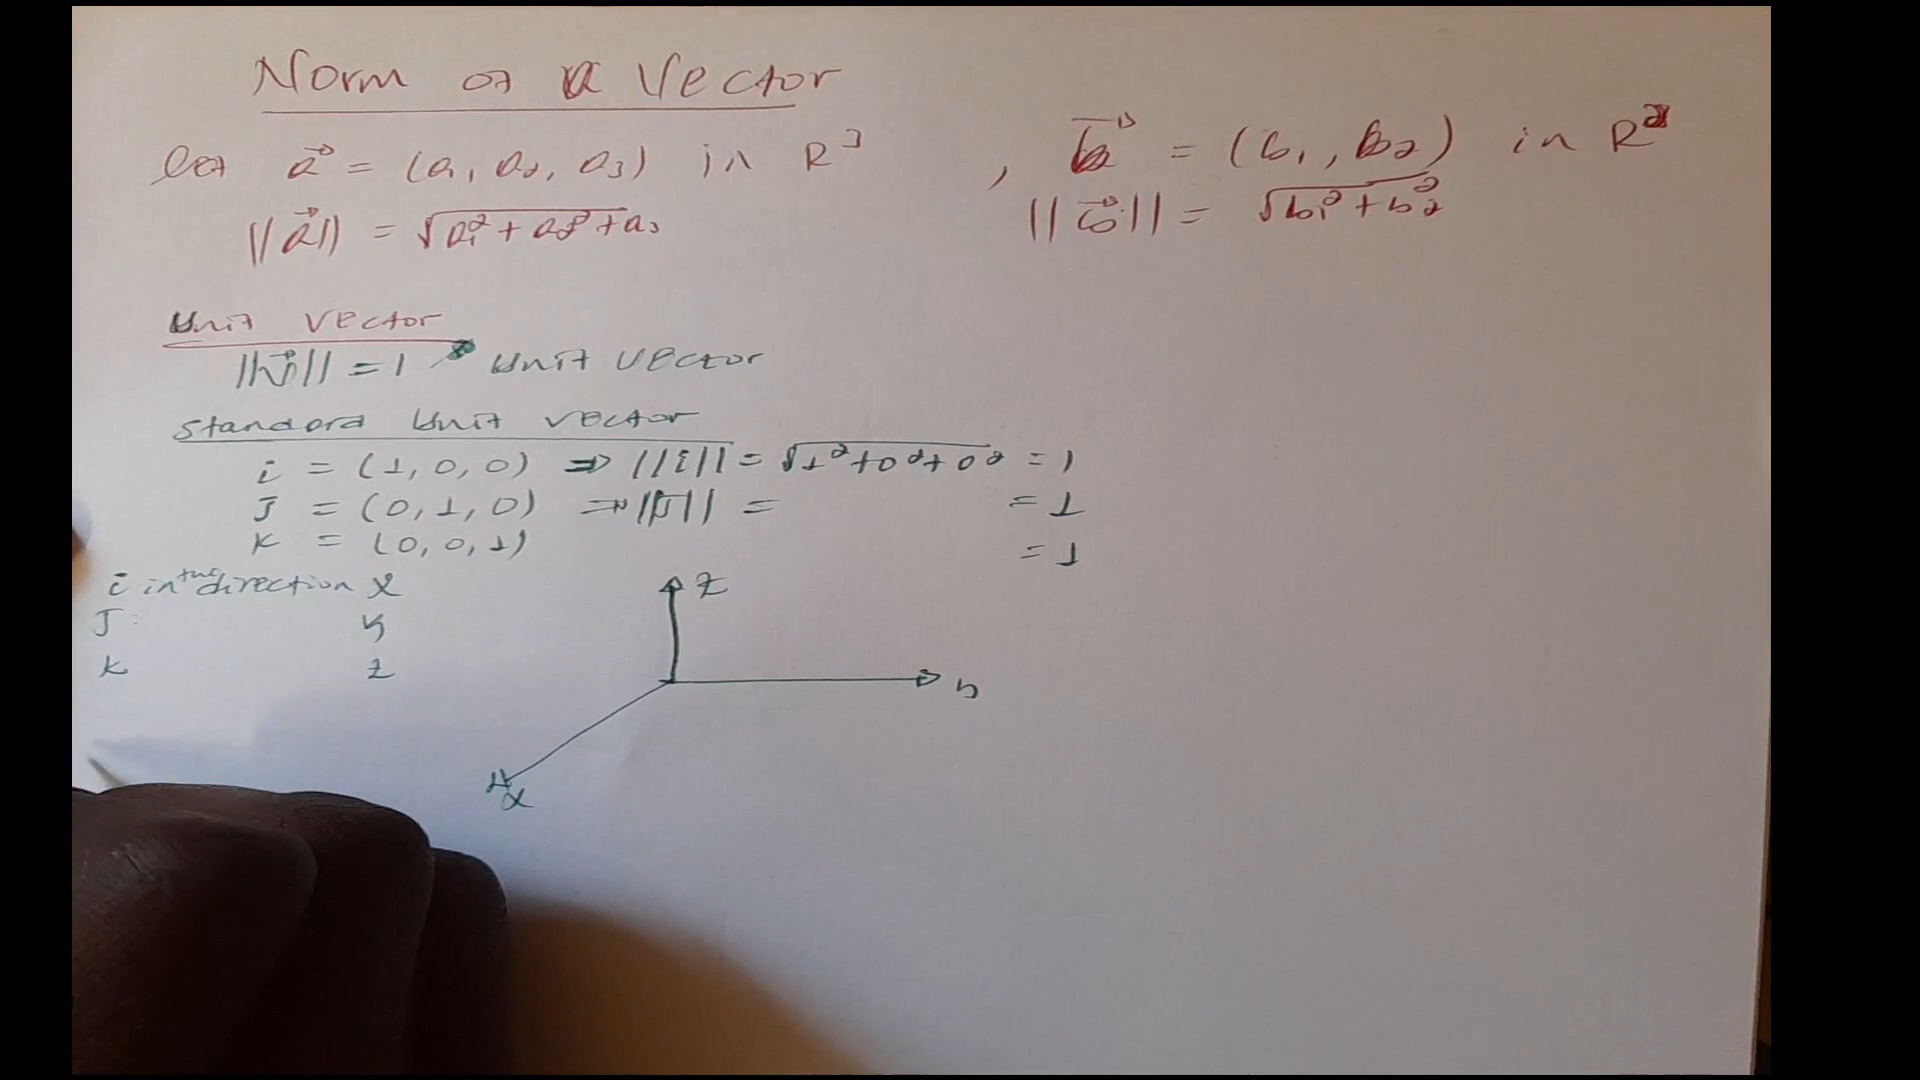 Norm of a Vector
let a⃗ = (a₁, a₂, a₃) in R³ , b⃗ = (b₁, b₂) in R²
||a⃗|| = √a₁² + a₂² + a₃ ||b⃗|| = √b₁² + b₂²
Unit vector
= 1 Unit vector
Standard Unit vector
i = (1, 0, 0) ⇒ ||i|| = √1² + 0² + 0² = 1
J = (0, 1, 0) ⇒ ||J|| = = 1
K = (0, 0, 1) = 1
i in the direction x
J y
k z
z
y
x